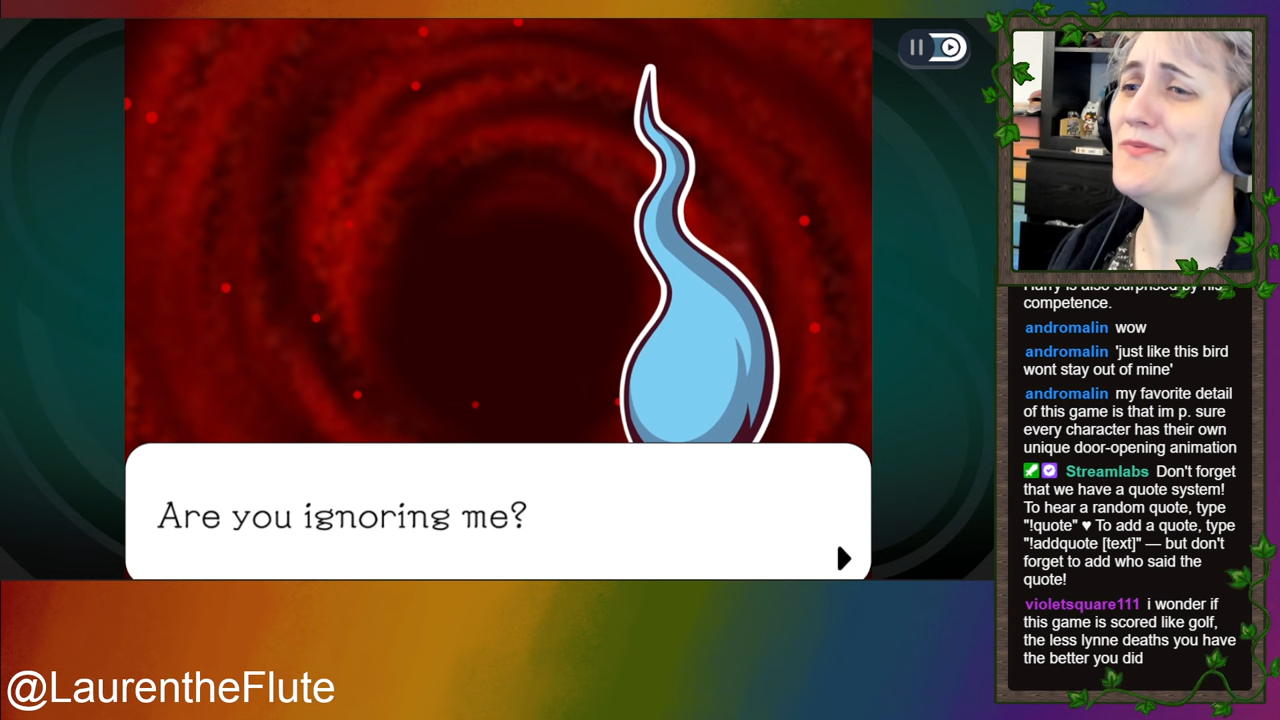 Are you ignoring me?
@LaurentheFlute
Harry is also surprised by his
competence.
andromalin wow
andromalin 'just like this bird
wont stay out of mine'
andromalin my favorite detail
of this game is that im p. sure
every character has their own
unique door-opening animation
Streamlabs Don't forget
that we have a quote system!
To hear a random quote, type
"!quote" ♥ To add a quote, type
"!addquote [text]" — but don't
forget to add who said the
quote!
violetsquare111 i wonder if
this game is scored like golf,
the less lynne deaths you have
the better you did